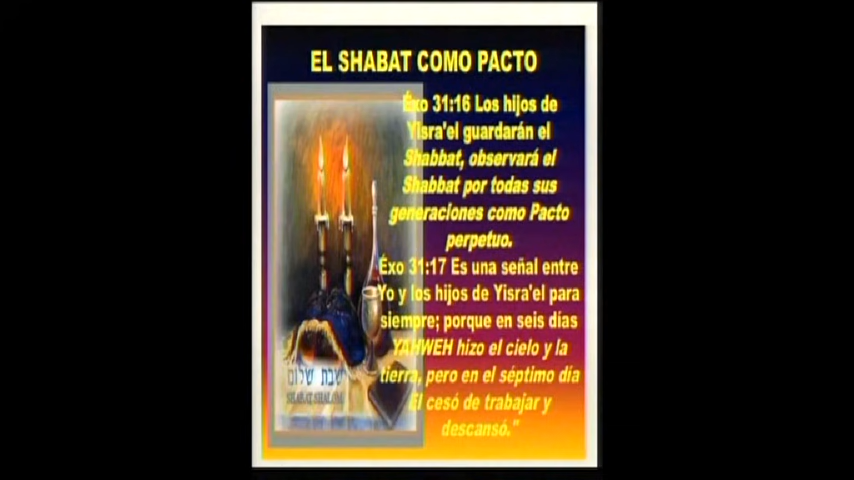 EL SHABAT COMO PACTO
Éxo 31:16 Los hijos de
Yisra'el guardarán el
Shabbat, observará el
Shabbat por todas sus
generaciones como Pacto
perpetuo.
Éxo 31:17 Es una señal entre
Yo y los hijos de Yisra'el para
siempre; porque en seis días
YAHWEH hizo el cielo y la
tierra, pero en el séptimo día
El cesó de trabajar y
descansó."
שבת שלום
SHABAT SHALOM